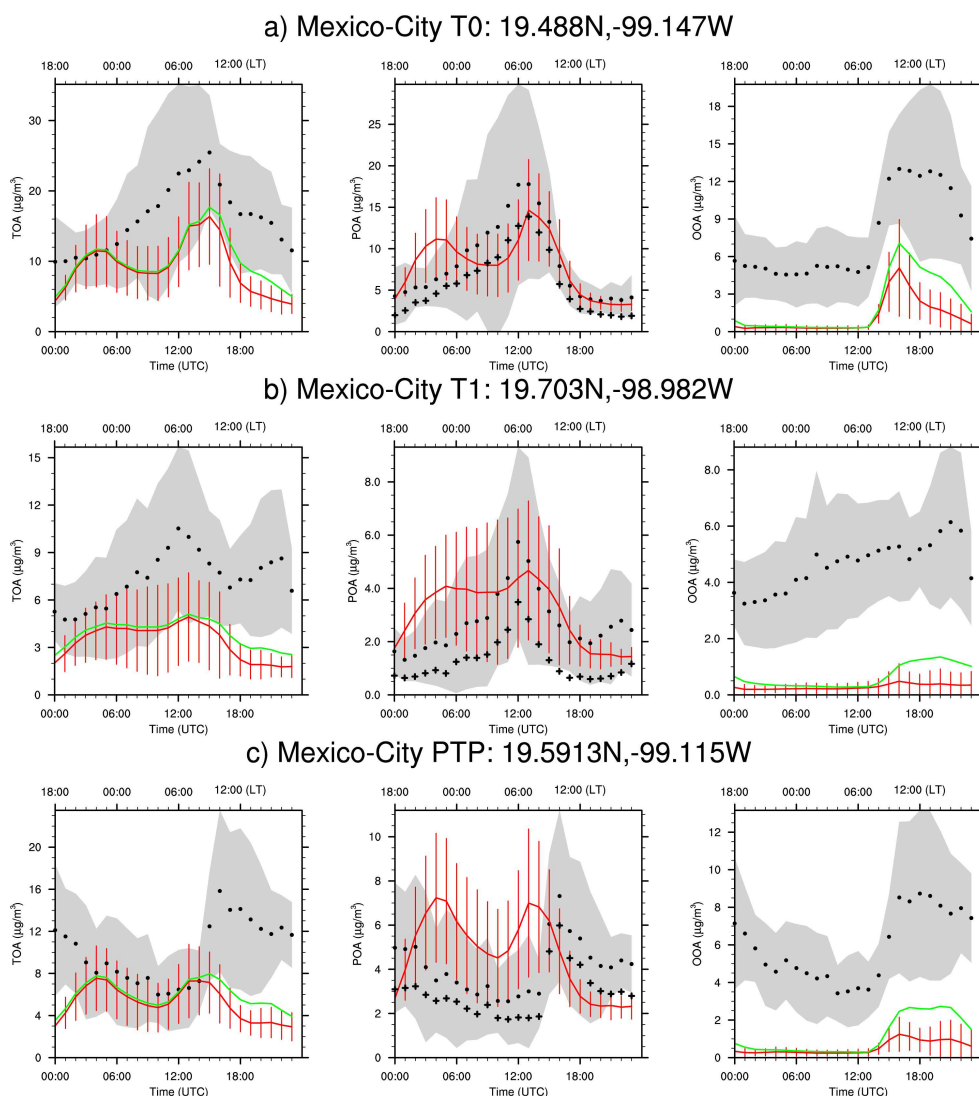 a) Mexico-City T0: 19.488N,-99.147W
18:00 00:00 06:00 12:00 (LT)
TOA (µg/m³)
30
20
10
0
00:00 06:00 12:00 18:00
Time (UTC)
18:00 00:00 06:00 12:00 (LT)
POA (µg/m³)
25
20
15
10
5
0
00:00 06:00 12:00 18:00
Time (UTC)
18:00 00:00 06:00 12:00 (LT)
OOA (µg/m³)
18
15
12
9
6
3
0
00:00 06:00 12:00 18:00
Time (UTC)
b) Mexico-City T1: 19.703N,-98.982W
18:00 00:00 06:00 12:00 (LT)
TOA (µg/m³)
15
12
9
6
3
0
00:00 06:00 12:00 18:00
Time (UTC)
18:00 00:00 06:00 12:00 (LT)
POA (µg/m³)
8.0
6.0
4.0
2.0
0.0
00:00 06:00 12:00 18:00
Time (UTC)
18:00 00:00 06:00 12:00 (LT)
OOA (µg/m³)
8.0
6.0
4.0
2.0
0.0
00:00 06:00 12:00 18:00
Time (UTC)
c) Mexico-City PTP: 19.5913N,-99.115W
18:00 00:00 06:00 12:00 (LT)
TOA (µg/m³)
20
16
12
8
4
0
00:00 06:00 12:00 18:00
Time (UTC)
18:00 00:00 06:00 12:00 (LT)
POA (µg/m³)
10
8
6
4
2
0
00:00 06:00 12:00 18:00
Time (UTC)
18:00 00:00 06:00 12:00 (LT)
OOA (µg/m³)
12
10
8
6
4
2
0
00:00 06:00 12:00 18:00
Time (UTC)